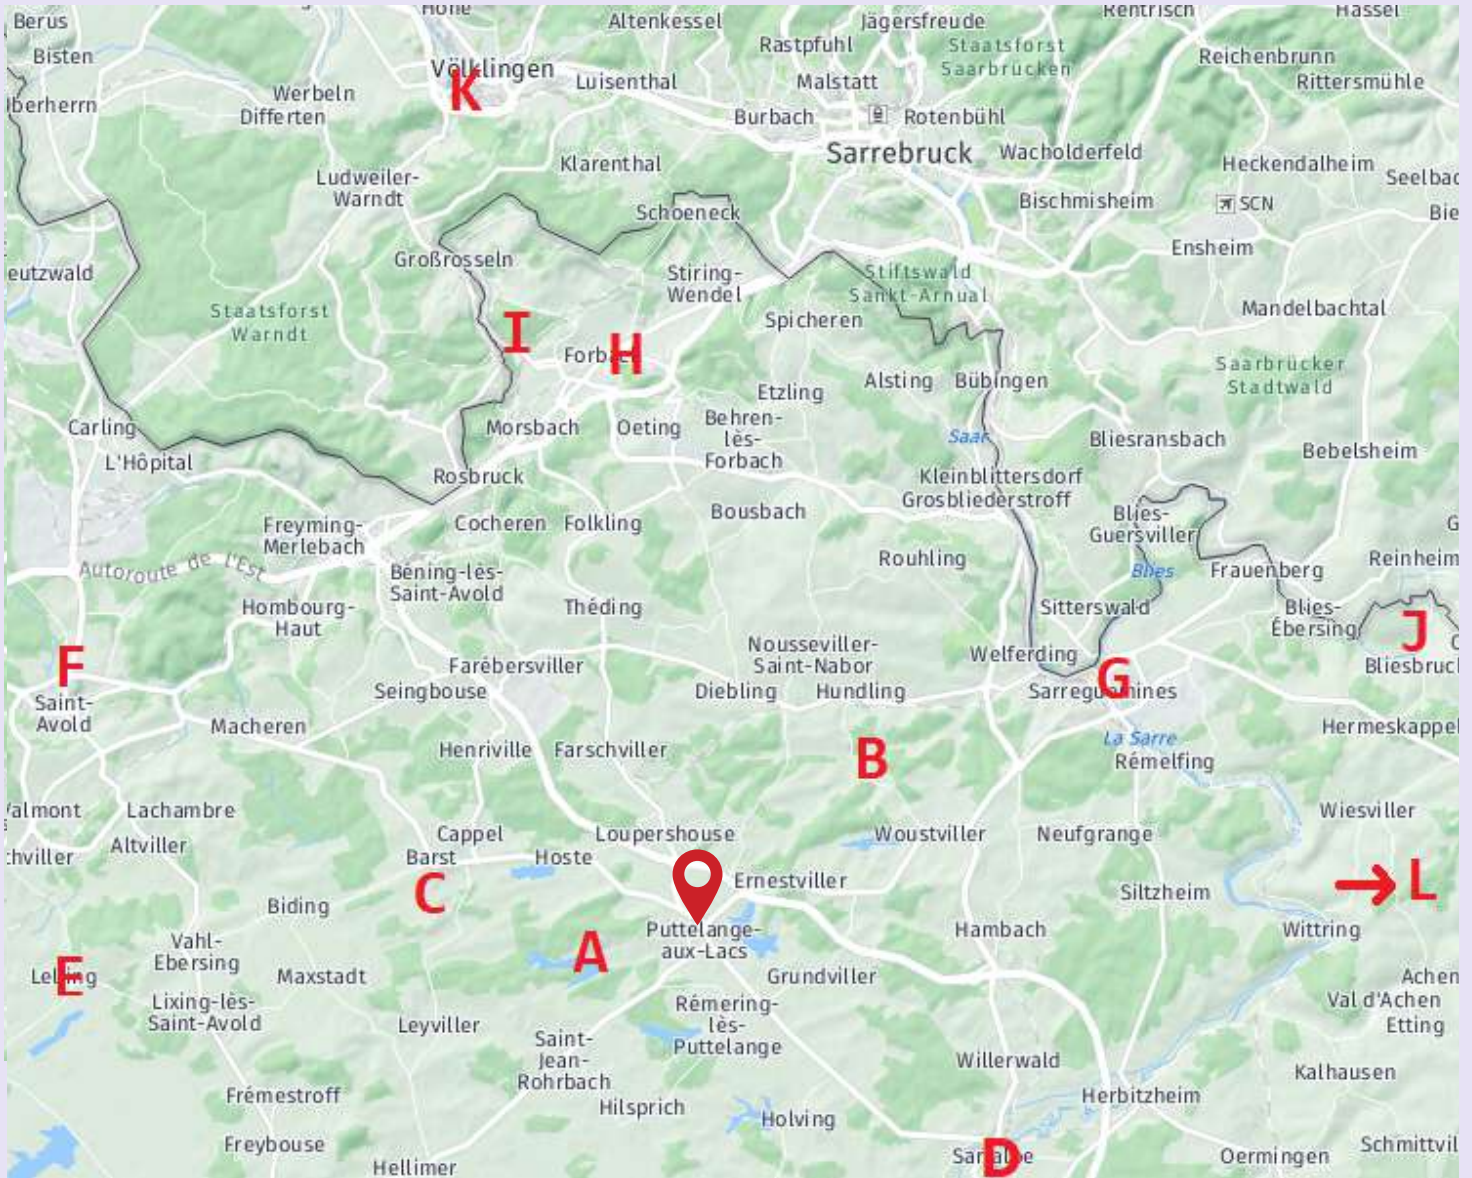 Berus
Altenkessel
Jägersfreude
Rentrisch
Hassel
Bisten
Rastpfuhl
Staatsforst
Saarbrücken
Reichenbrunn
Völklingen
K
Luisenthal
Malstatt
Rittersmühle
Werbeln
Differten
Burbach
Rotenbühl
Sarrebruck
Wacholderfeld
Klarenthal
Heckendalheim
Ludweiler-
Warndt
Bischmisheim
SCN
Schoeneck
Ensheim
Großrosseln
Stiring-
Wendel
Stiftswald
Sankt-Arnual
Staatsforst
Warndt
Mandelbachtal
I
Spicheren
Forbach
H
Saarbrücker
Stadtwald
Etzling
Alsting
Bübingen
Carling
Morsbach
Oeting
Behren-
lès-
Forbach
Saar
Bliesransbach
Bebelsheim
L'Hôpital
Rosbruck
Kleinblittersdorf
Grosbliederstroff
Freyming-
Merlebach
Cocheren
Folkling
Bousbach
Blies-
Guersviller
Autoroute de l'Est
Rouhling
Blies
Frauenberg
Reinheim
Béning-lès-
Saint-Avold
Hombourg-
Haut
Théding
Sitterswald
Blies-
Ébersing
J
F
Farébersviller
Nousseviller-
Saint-Nabor
Welferding
G
Saint-
Avold
Seingbouse
Diebling
Hundling
Sarreguemines
Macheren
La Sarre
Henriville
Farschviller
B
Rémelfing
Lachambre
Wiesviller
Altviller
Cappel
Loupershouse
Woustviller
Neufgrange
Barst
Hoste
C
Ernestviller
Siltzheim
→ L
Biding
Puttelange-
aux-Lacs
Hambach
Wittring
Vahl-
Ebersing
A
E
Maxstadt
Grundviller
Achen
Lixing-lès-
Saint-Avold
Leyviller
Rémering-
lès-
Puttelange
Val d'Achen
Etting
Saint-
Jean-
Rohrbach
Willerwald
Kalhausen
Frémestroff
Hilsprich
Holving
Herbitzheim
Freybouse
Hellimer
D
Oermingen